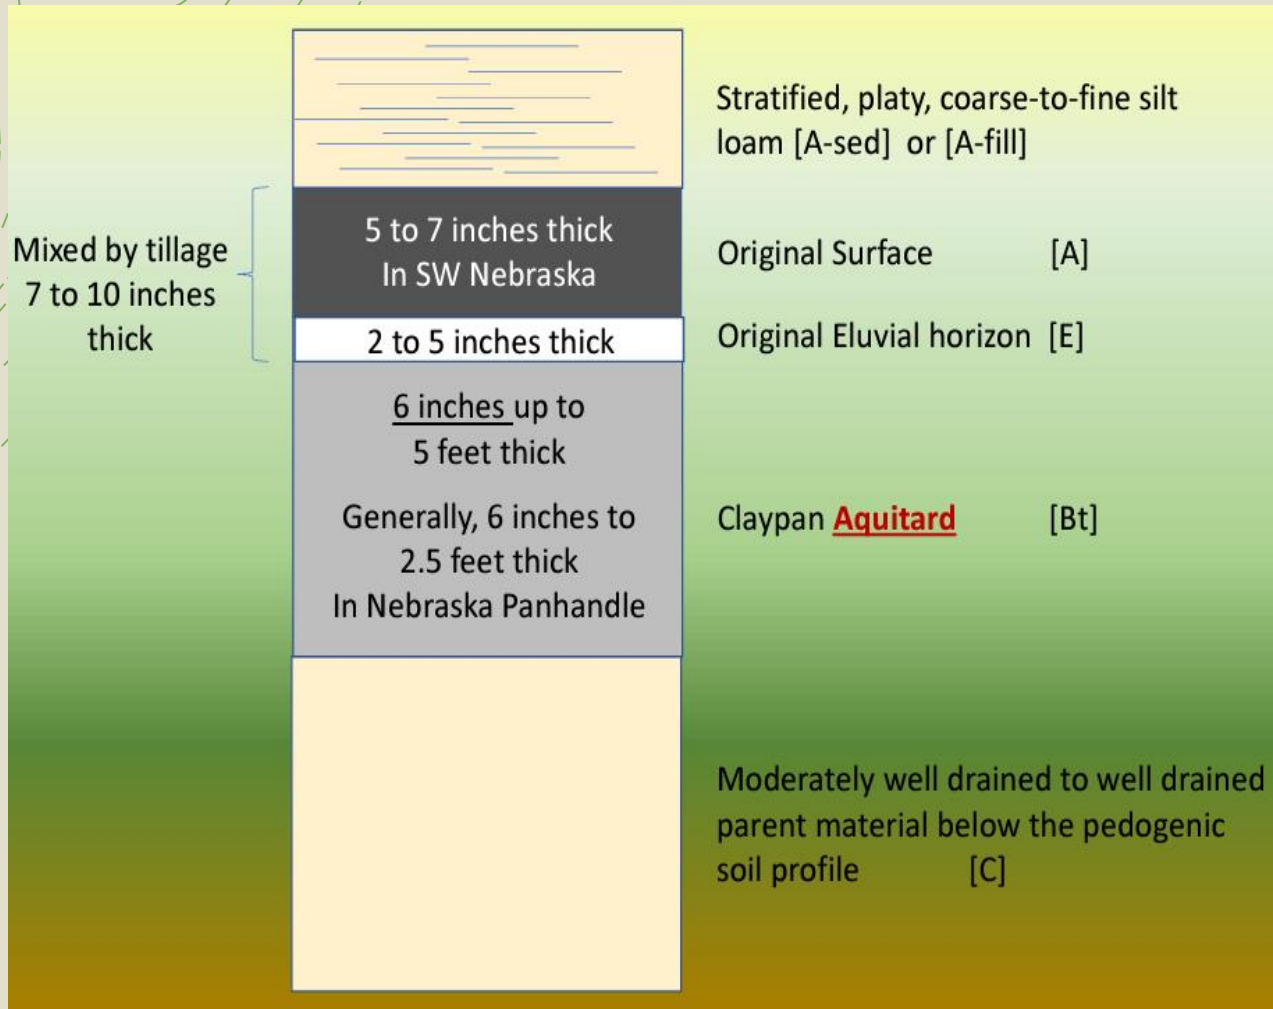 Stratified, platy, coarse-to-fine silt
loam [A-sed] or [A-fill]
Mixed by tillage
7 to 10 inches
thick
5 to 7 inches thick
In SW Nebraska
Original Surface [A]
2 to 5 inches thick
Original Eluvial horizon [E]
6 inches up to
5 feet thick
Generally, 6 inches to
2.5 feet thick
In Nebraska Panhandle
Claypan Aquitard [Bt]
Moderately well drained to well drained
parent material below the pedogenic
soil profile [C]